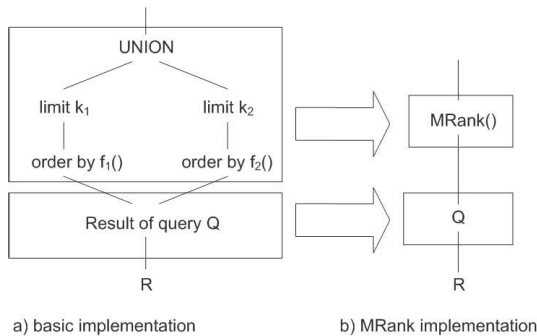 UNION
limit k₁ limit k₂
order by f₁() order by f₂()
Result of query Q
R
a) basic implementation
MRank()
Q
R
b) MRank implementation